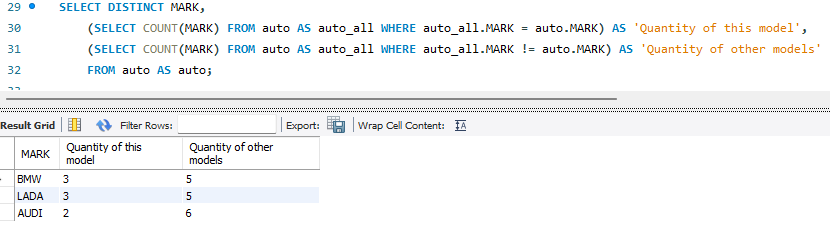 29 SELECT DISTINCT MARK,
30 (SELECT COUNT(MARK) FROM auto AS auto_all WHERE auto_all.MARK = auto.MARK) AS 'Quantity of this model',
31 (SELECT COUNT(MARK) FROM auto AS auto_all WHERE auto_all.MARK != auto.MARK) AS 'Quantity of other models'
32 FROM auto AS auto;
Result Grid Filter Rows: Export: Wrap Cell Content: IA
MARK Quantity of this model Quantity of other models
BMW 3 5
LADA 3 5
AUDI 2 6